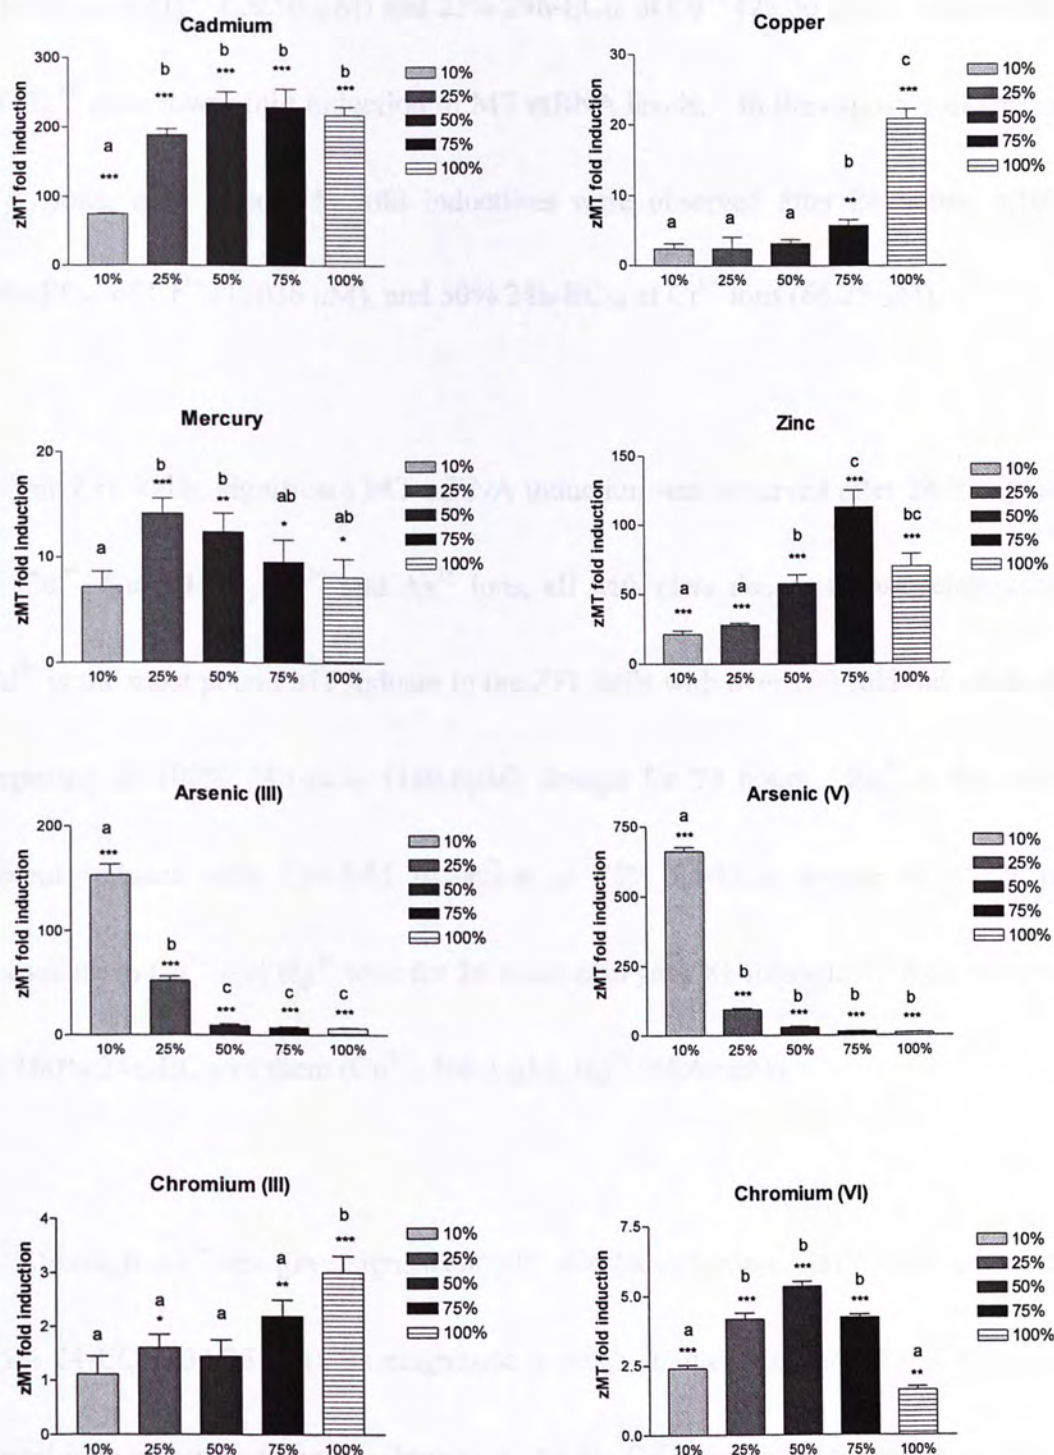 Cadmium
zMT fold induction
300
200
100
0
a
***
b
***
b
***
b
***
b
***
10% 25% 50% 75% 100%
10%
25%
50%
75%
100%
Copper
zMT fold induction
30
20
10
0
a
a
a
b
**
c
***
10% 25% 50% 75% 100%
10%
25%
50%
75%
100%
Mercury
zMT fold induction
20
10
0
a
b
***
b
ab
*
ab
*
10% 25% 50% 75% 100%
10%
25%
50%
75%
100%
Zinc
zMT fold induction
150
100
50
0
a
***
a
***
b
***
c
***
bc
***
10% 25% 50% 75% 100%
10%
25%
50%
75%
100%
Arsenic (III)
zMT fold induction
200
100
0
a
***
b
***
c
***
c
***
c
***
10% 25% 50% 75% 100%
10%
25%
50%
75%
100%
Arsenic (V)
zMT fold induction
750
500
250
0
a
***
b
***
b
***
b
***
b
***
10% 25% 50% 75% 100%
10%
25%
50%
75%
100%
Chromium (III)
zMT fold induction
4
3
2
1
0
a
a
*
a
a
**
b
***
10% 25% 50% 75% 100%
10%
25%
50%
75%
100%
Chromium (VI)
zMT fold induction
7.5
5.0
2.5
0.0
a
***
b
***
b
***
b
***
a
**
10% 25% 50% 75% 100%
10%
25%
50%
75%
100%